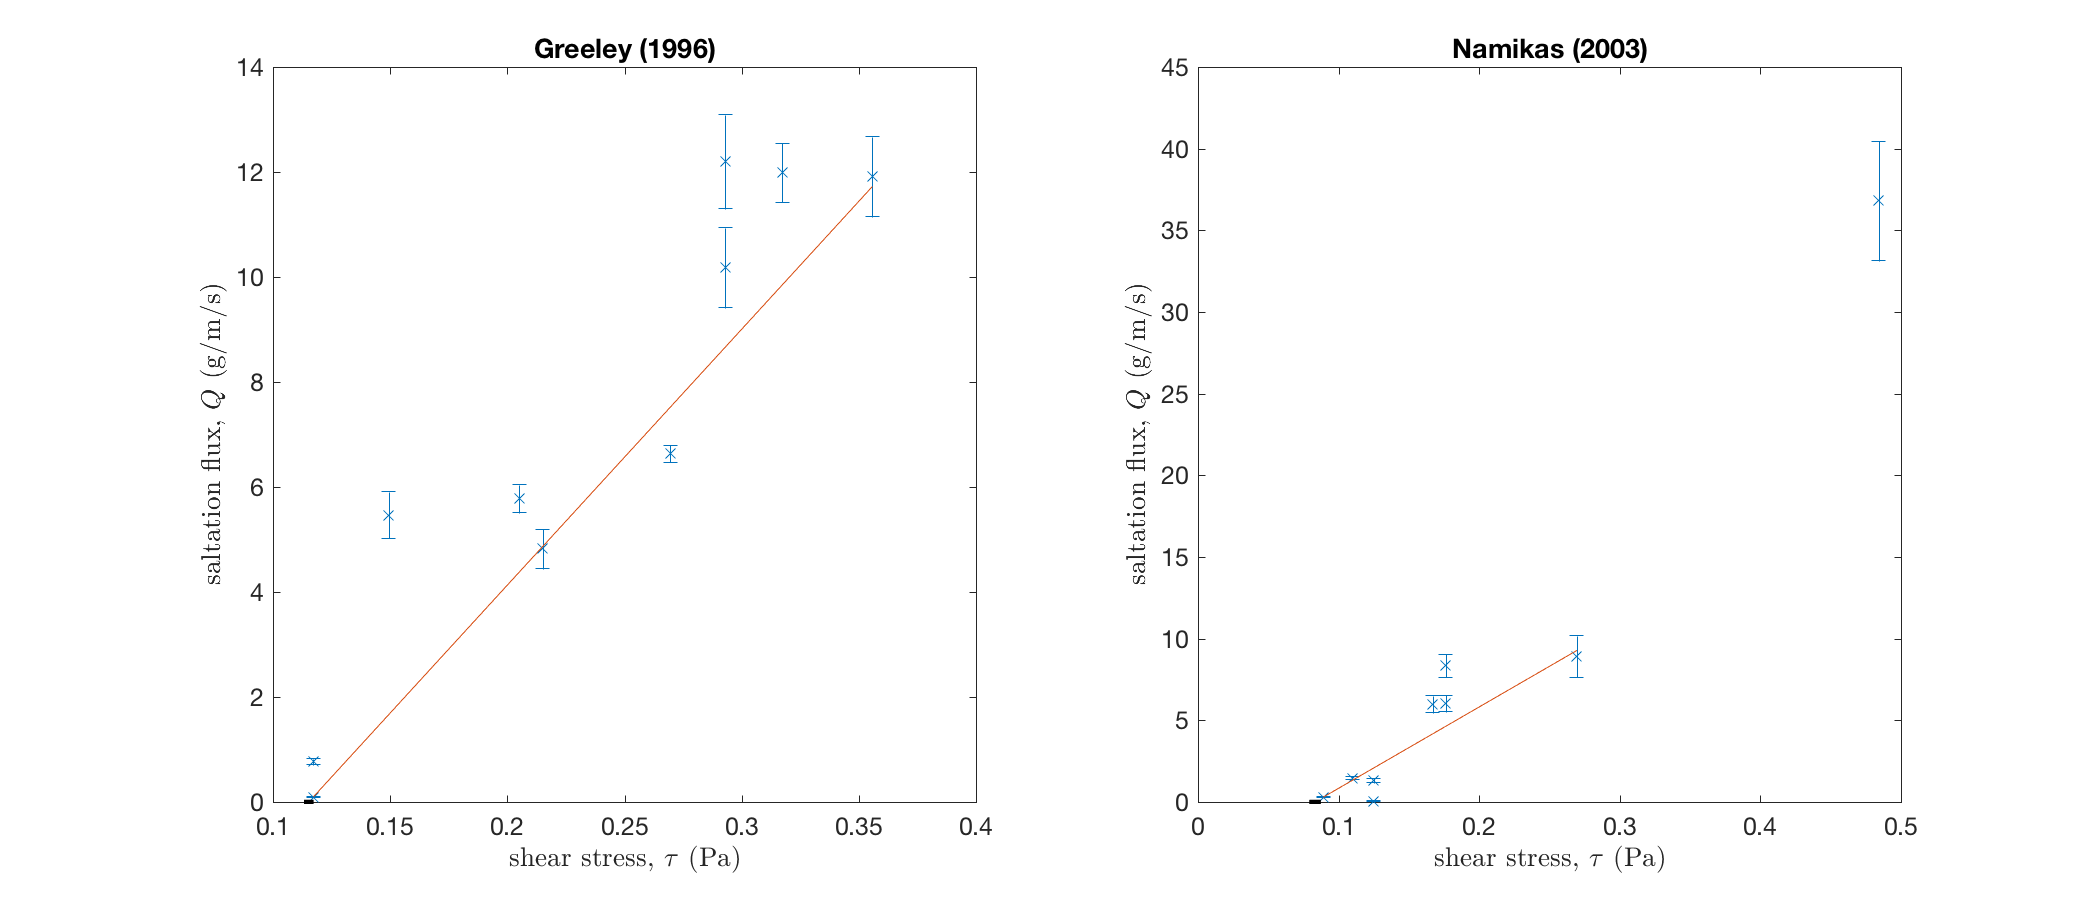 Greeley (1996)
14
12
10
8
6
4
2
0
0.1 0.15 0.2 0.25 0.3 0.35 0.4
shear stress, τ (Pa)
saltation flux, Q (g/m/s)
Namikas (2003)
45
40
35
30
25
20
15
10
5
0
0 0.1 0.2 0.3 0.4 0.5
shear stress, τ (Pa)
saltation flux, Q (g/m/s)